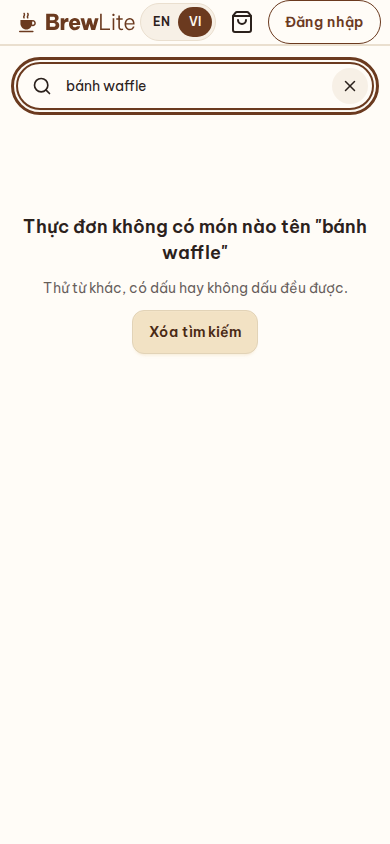 BrewLite
EN
VI
Đăng nhập
bánh waffle
Thực đơn không có món nào tên "bánh
waffle"
Thử từ khác, có dấu hay không dấu đều được.
Xóa tìm kiếm